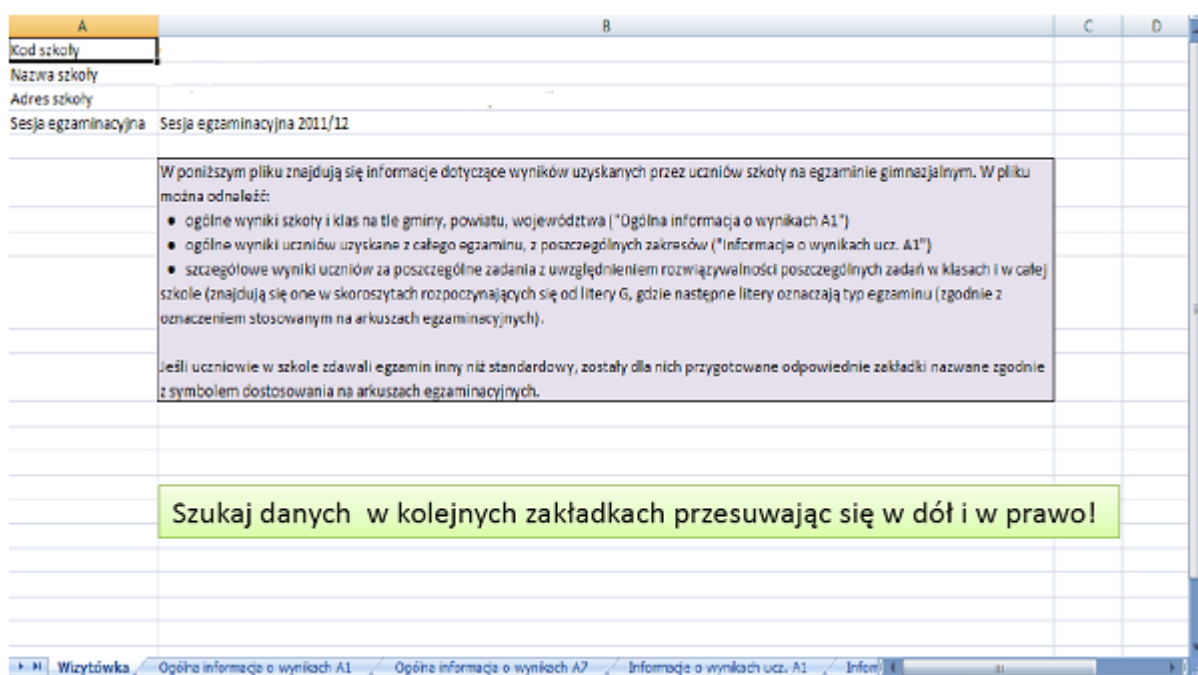 A B C D
Kod szkoły
Nazwa szkoły
Adres szkoły
Sesja egzaminacyjna Sesja egzaminacyjna 2011/12
W poniższym pliku znajdują się informacje dotyczące wyników uzyskanych przez uczniów szkoły na egzaminie gimnazjalnym. W pliku
można odnaleźć:
● ogólne wyniki szkoły i klas na tle gminy, powiatu, województwa ("Ogólna informacja o wynikach A1")
● ogólne wyniki uczniów uzyskane z całego egzaminu, z poszczególnych zakresów ("Informacje o wynikach ucz. A1")
● szczegółowe wyniki uczniów za poszczególne zadania z uwzględnieniem rozwiązywalności poszczególnych zadań w klasach i w całej
szkole (znajdują się one w skoroszytach rozpoczynających się od litery G, gdzie następne litery oznaczają typ egzaminu (zgodnie z
oznaczeniem stosowanym na arkuszach egzaminacyjnych).
Jeśli uczniowie w szkole zdawali egzamin inny niż standardowy, zostały dla nich przygotowane odpowiednie zakładki nazwane zgodnie
z symbolem dostosowania na arkuszach egzaminacyjnych.
Szukaj danych w kolejnych zakładkach przesuwając się w dół i w prawo!
Wizytówka Ogólna informacja o wynikach A1 Ogólna informacja o wynikach A7 Informacje o wynikach ucz. A1 Inform